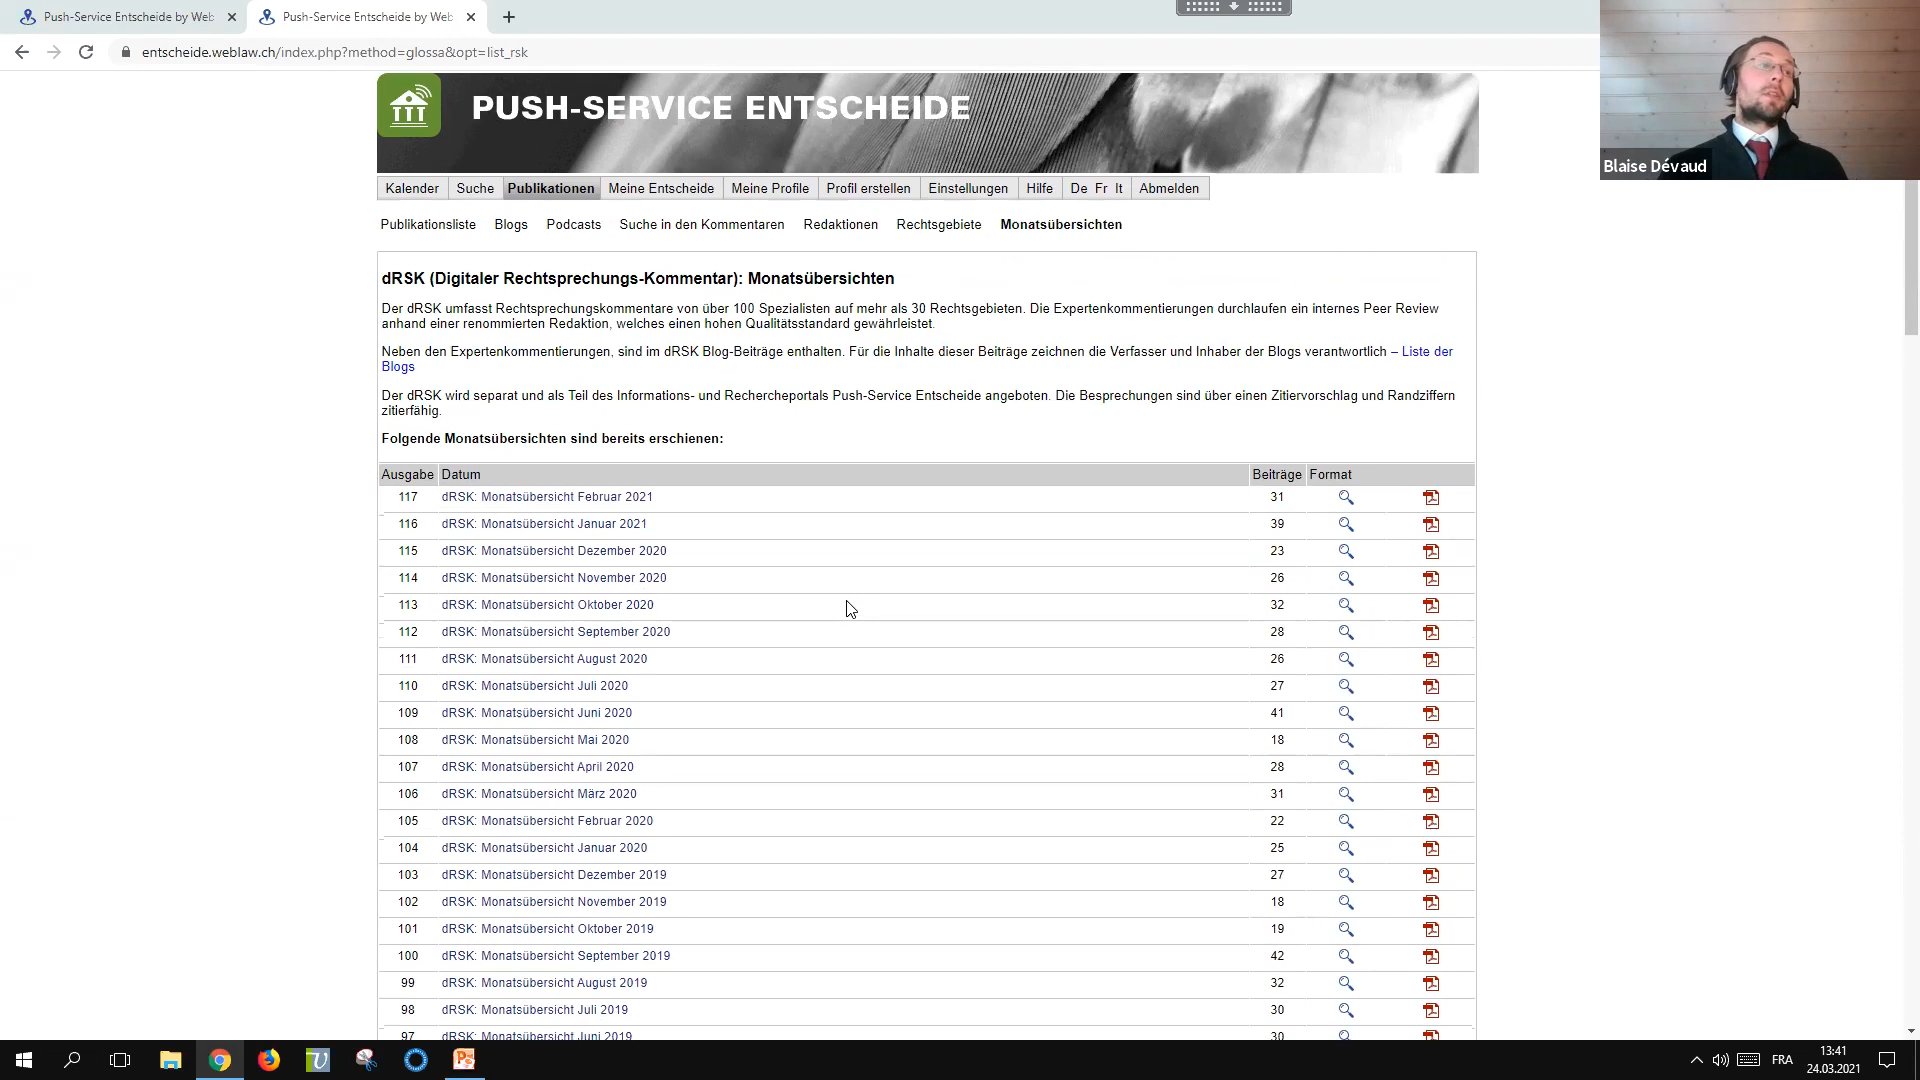 Push-Service Entscheide by Web
Push-Service Entscheide by Web
entscheide.weblaw.ch/index.php?method=glossa&opt=list_rsk
PUSH-SERVICE ENTSCHEIDE
Blaise Dévaud
Kalender Suche Publikationen Meine Entscheide Meine Profile Profil erstellen Einstellungen Hilfe De Fr It Abmelden
Publikationsliste Blogs Podcasts Suche in den Kommentaren Redaktionen Rechtsgebiete Monatsübersichten
dRSK (Digitaler Rechtsprechungs-Kommentar): Monatsübersichten
Der dRSK umfasst Rechtsprechungskommentare von über 100 Spezialisten auf mehr als 30 Rechtsgebieten. Die Expertenkommentierungen durchlaufen ein internes Peer Review
anhand einer renommierten Redaktion, welches einen hohen Qualitätsstandard gewährleistet.
Neben den Expertenkommentierungen, sind im dRSK Blog-Beiträge enthalten. Für die Inhalte dieser Beiträge zeichnen die Verfasser und Inhaber der Blogs verantwortlich – Liste der
Blogs
Der dRSK wird separat und als Teil des Informations- und Rechercheportals Push-Service Entscheide angeboten. Die Besprechungen sind über einen Zitiervorschlag und Randziffern
zitierfähig.
Folgende Monatsübersichten sind bereits erschienen:
Ausgabe Datum Beiträge Format
117 dRSK: Monatsübersicht Februar 2021 31
116 dRSK: Monatsübersicht Januar 2021 39
115 dRSK: Monatsübersicht Dezember 2020 23
114 dRSK: Monatsübersicht November 2020 26
113 dRSK: Monatsübersicht Oktober 2020 32
112 dRSK: Monatsübersicht September 2020 28
111 dRSK: Monatsübersicht August 2020 26
110 dRSK: Monatsübersicht Juli 2020 27
109 dRSK: Monatsübersicht Juni 2020 41
108 dRSK: Monatsübersicht Mai 2020 18
107 dRSK: Monatsübersicht April 2020 28
106 dRSK: Monatsübersicht März 2020 31
105 dRSK: Monatsübersicht Februar 2020 22
104 dRSK: Monatsübersicht Januar 2020 25
103 dRSK: Monatsübersicht Dezember 2019 27
102 dRSK: Monatsübersicht November 2019 18
101 dRSK: Monatsübersicht Oktober 2019 19
100 dRSK: Monatsübersicht September 2019 42
99 dRSK: Monatsübersicht August 2019 32
98 dRSK: Monatsübersicht Juli 2019 30
97 dRSK: Monatsübersicht Juni 2019 30
FRA
13:41
24.03.2021